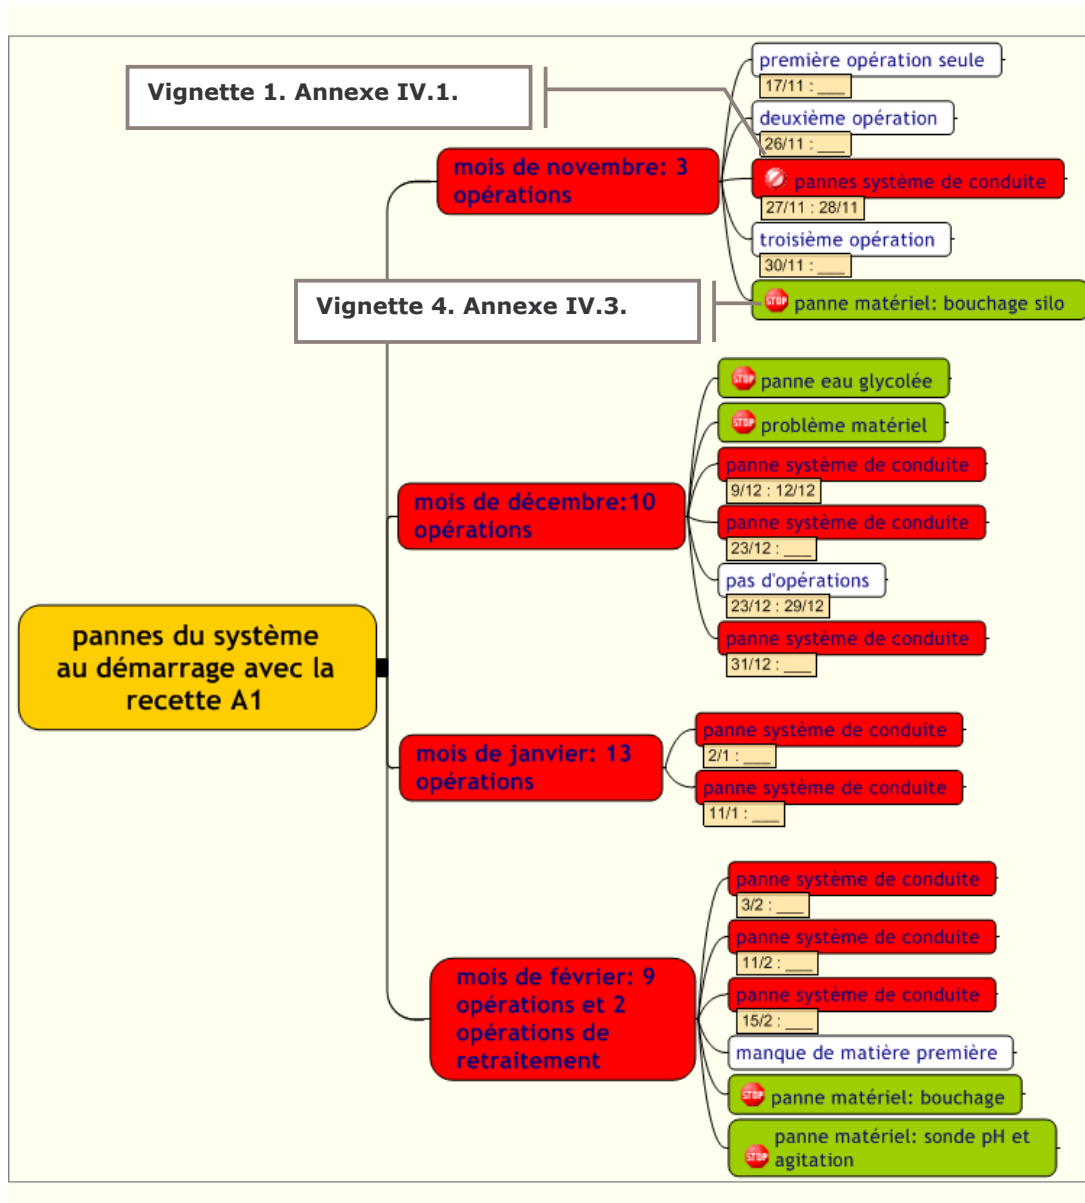 Vignette 1. Annexe IV.1.
première opération seule
17/11 : ___
deuxième opération
26/11 : ___
mois de novembre: 3
opérations
pannes système de conduite
27/11 : 28/11
troisième opération
30/11 : ___
Vignette 4. Annexe IV.3.
STOP panne matériel: bouchage silo
STOP panne eau glycolée
STOP problème matériel
panne système de conduite
9/12 : 12/12
mois de décembre:10
opérations
panne système de conduite
23/12 : ___
pas d'opérations
23/12 : 29/12
panne système de conduite
31/12 : ___
pannes du système
au démarrage avec la
recette A1
mois de janvier: 13
opérations
panne système de conduite
2/1 : ___
panne système de conduite
11/1 : ___
mois de février: 9
opérations et 2
opérations de
retraitement
panne système de conduite
3/2 : ___
panne système de conduite
11/2 : ___
panne système de conduite
15/2 : ___
manque de matière première
STOP panne matériel: bouchage
STOP panne matériel: sonde pH et
agitation